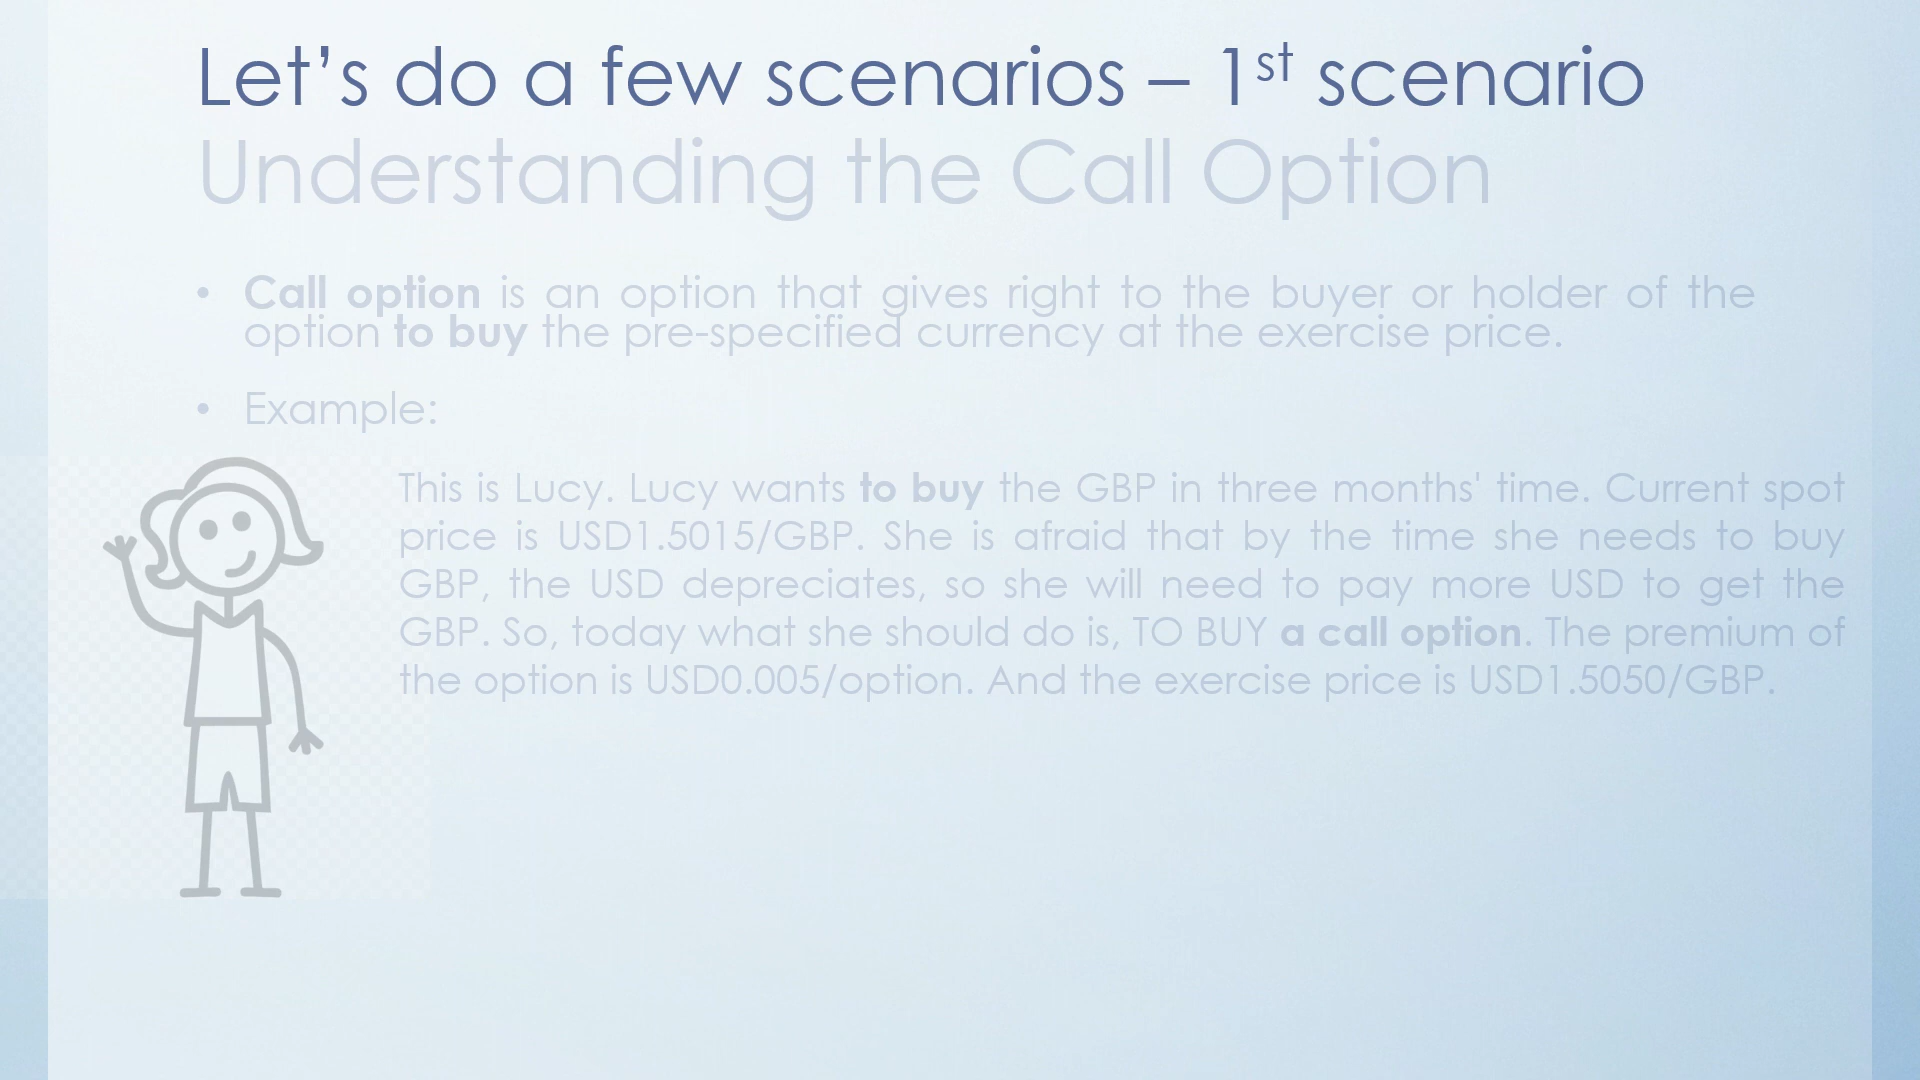 Let’s do a few scenarios – 1st scenario
Understanding the Call Option
• Call option is an option that gives right to the buyer or holder of the
option to buy the pre-specified currency at the exercise price.
• Example:
This is Lucy. Lucy wants to buy the GBP in three months' time. Current spot
price is USD1.5015/GBP. She is afraid that by the time she needs to buy
GBP, the USD depreciates, so she will need to pay more USD to get the
GBP. So, today what she should do is, TO BUY a call option. The premium of
the option is USD0.005/option. And the exercise price is USD1.5050/GBP.